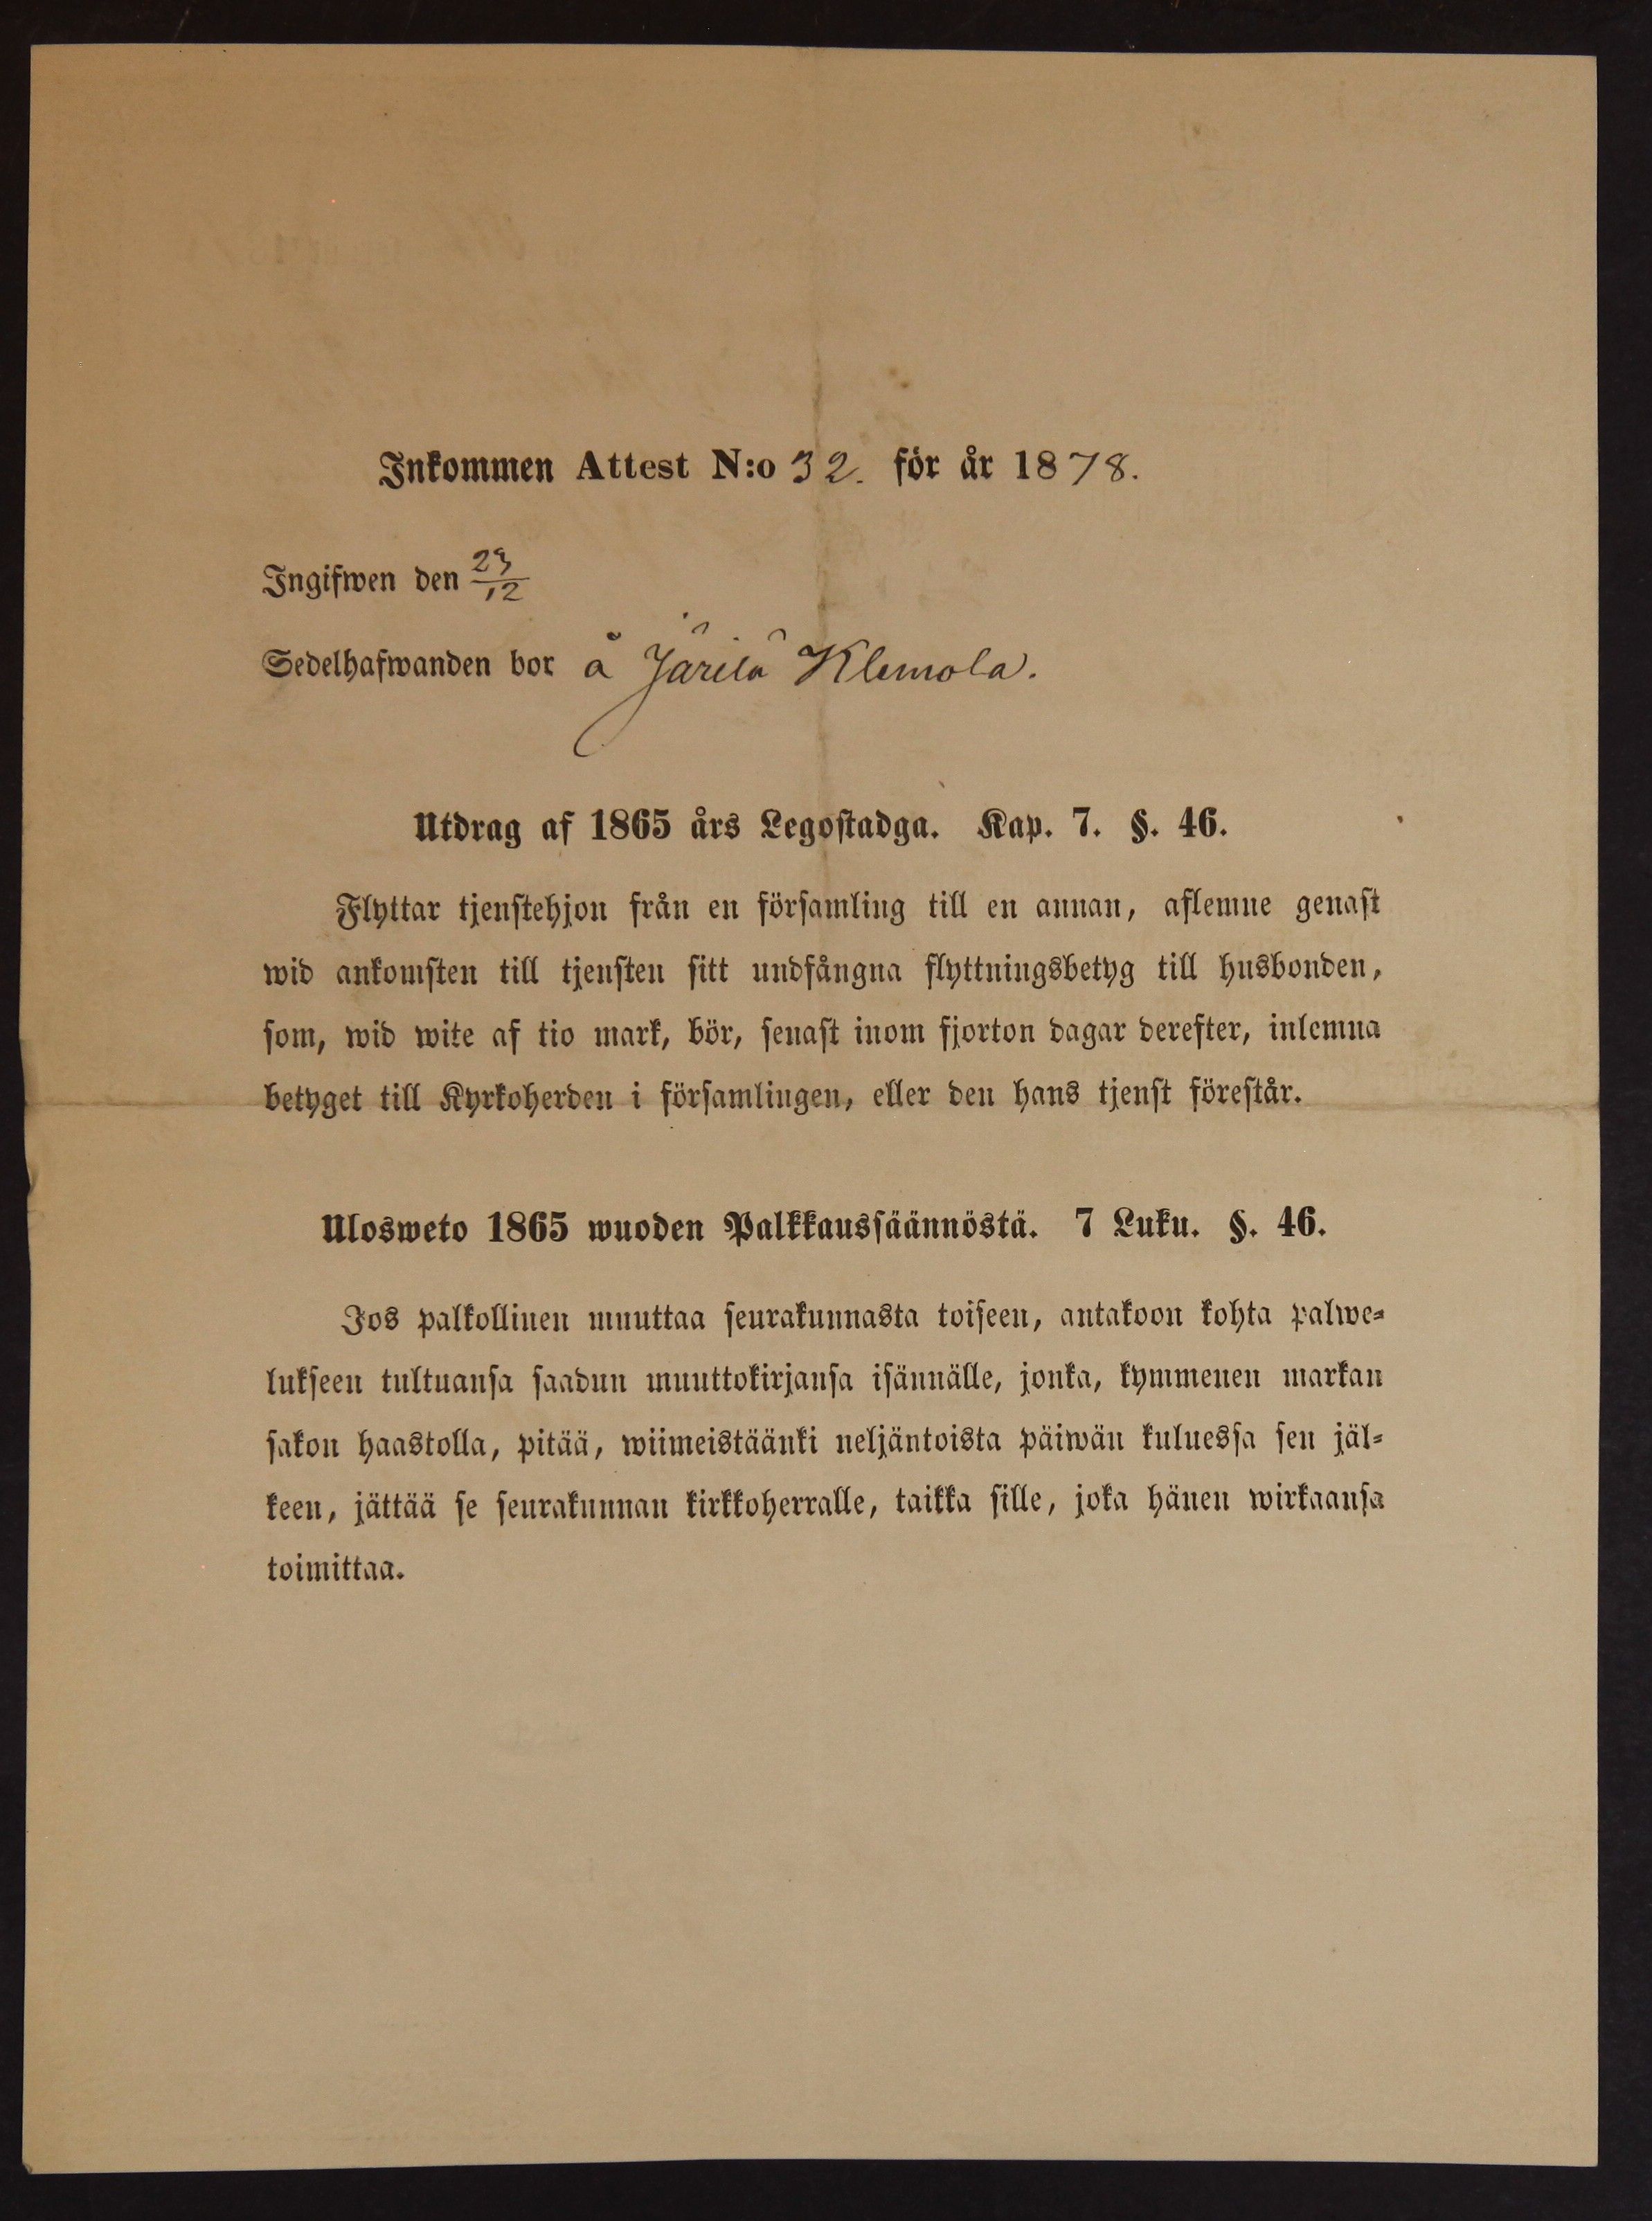 Inkommen Attest N:o 32. för år 1878.
Ingifwen den 23/12
Sedelhafwanden bor å Järilä Klemola.
Utdrag af 1865 års Legostadga. Kap. 7. §. 46.
Flyttar tjenstehjon från en församling till en annan, aflemne genast
wid ankomsten till tjensten sitt undfångna flyttningsbetyg till husbonden,
som, wid wite af tio mark, bör, senast inom fjorton dagar derefter, inlemna
betyget till Kyrkoherden i församlingen, eller den hans tjenst förestår.
Ulosweto 1865 wuoden Palkkaussäännöstä. 7 Luku. §. 46.
Jos palkollinen muuttaa seurakunnasta toiseen, antakoon kohta palwe-
lukseen tultuansa saadun muuttokirjansa isännälle, jonka, kymmenen markan
sakon haastolla, pitää, wiimeistäänki neljäntoista päiwän kuluessa sen jäl-
keen, jättää se seurakunnan kirkkoherralle, taikka sille, joka hänen wirkaansa
toimittaa.